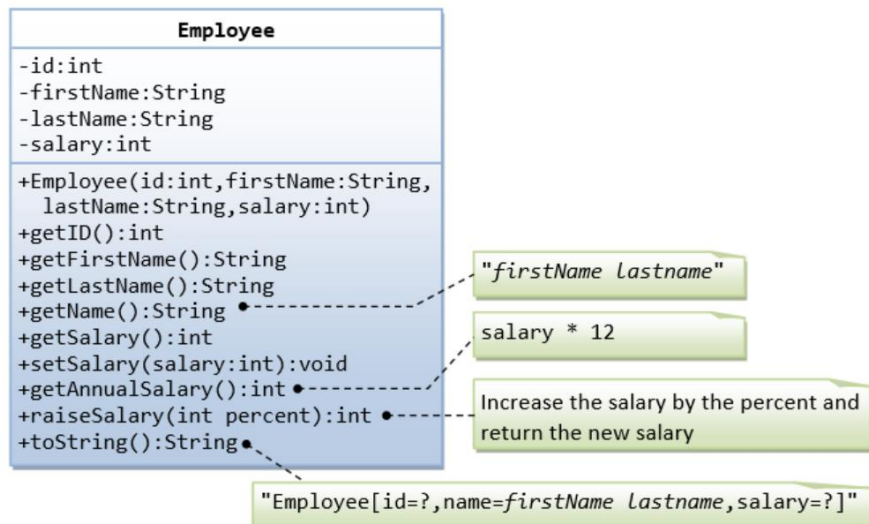 Employee
-id:int
-firstName:String
-lastName:String
-salary:int
+Employee(id:int,firstName:String,
lastName:String,salary:int)
+getID():int
+getFirstName():String
+getLastName():String
+getName():String
+getSalary():int
+setSalary(salary:int):void
+getAnnualSalary():int
+raiseSalary(int percent):int
+toString():String
"firstName lastname"
salary * 12
Increase the salary by the percent and
return the new salary
"Employee[id=?,name=firstName lastname,salary=?]"